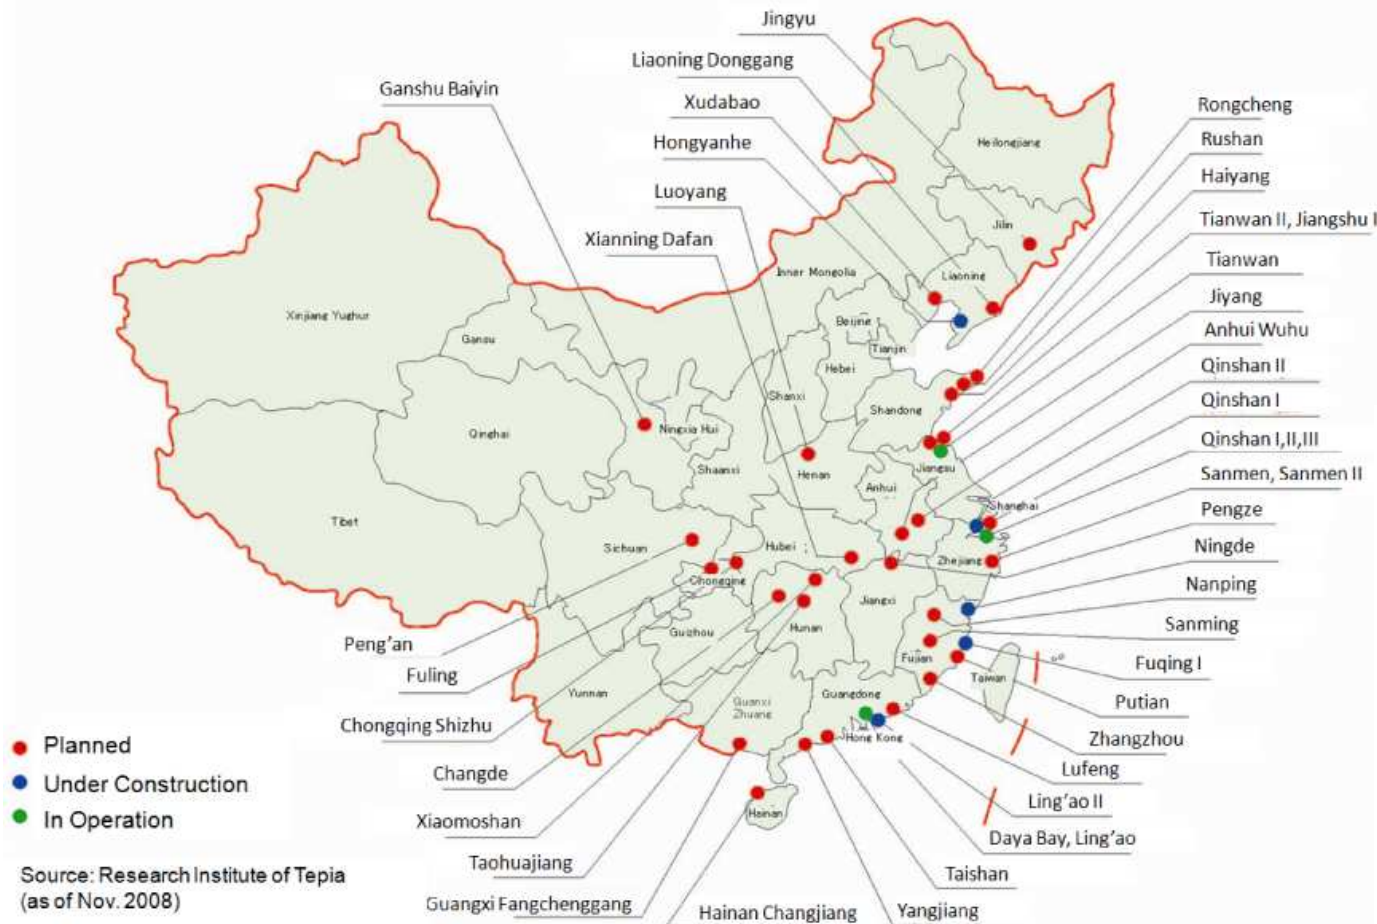 Jingyu
Liaoning Donggang
Ganshu Baiyin
Xudabao
Rongcheng
Hongyanhe
Rushan
Heilongjiang
Luoyang
Haiyang
Xianning Dafan
Jilin
Tianwan II, Jiangshu I
Inner Mongolia
Liaoning
Tianwan
Xinjiang Yughur
Beijing
Jiyang
Gansu
Tianjin
Anhui Wuhu
Hebei
Qinshan II
Shanxi
Qinshan I
Shandong
Qinghai
Ningxia Hui
Qinshan I,II,III
Shaanxi
Henan
Jiangsu
Sanmen, Sanmen II
Anhui
Shanghai
Pengze
Tibet
Sichuan
Hubei
Zhejiang
Ningde
Chongqing
Nanping
Jiangxi
Sanming
Guizhou
Hunan
Peng'an
Fujian
Fuqing I
Fuling
Taiwan
Yunnan
Guanxi
Zhuang
Guangdong
Putian
Chongqing Shizhu
Hong Kong
Zhangzhou
Planned
Changde
Lufeng
Under Construction
Ling'ao II
Hainan
In Operation
Xiaomoshan
Daya Bay, Ling'ao
Taohuajiang
Taishan
Source: Research Institute of Tepia
(as of Nov. 2008)
Guangxi Fangchenggang
Hainan Changjiang
Yangjiang